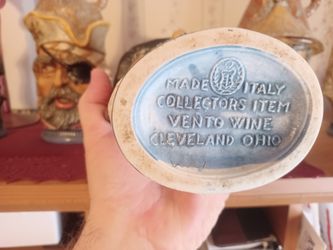 MADE ITALY
COLLECTORS ITEM
VENTO WINE
CLEVELAND OHIO